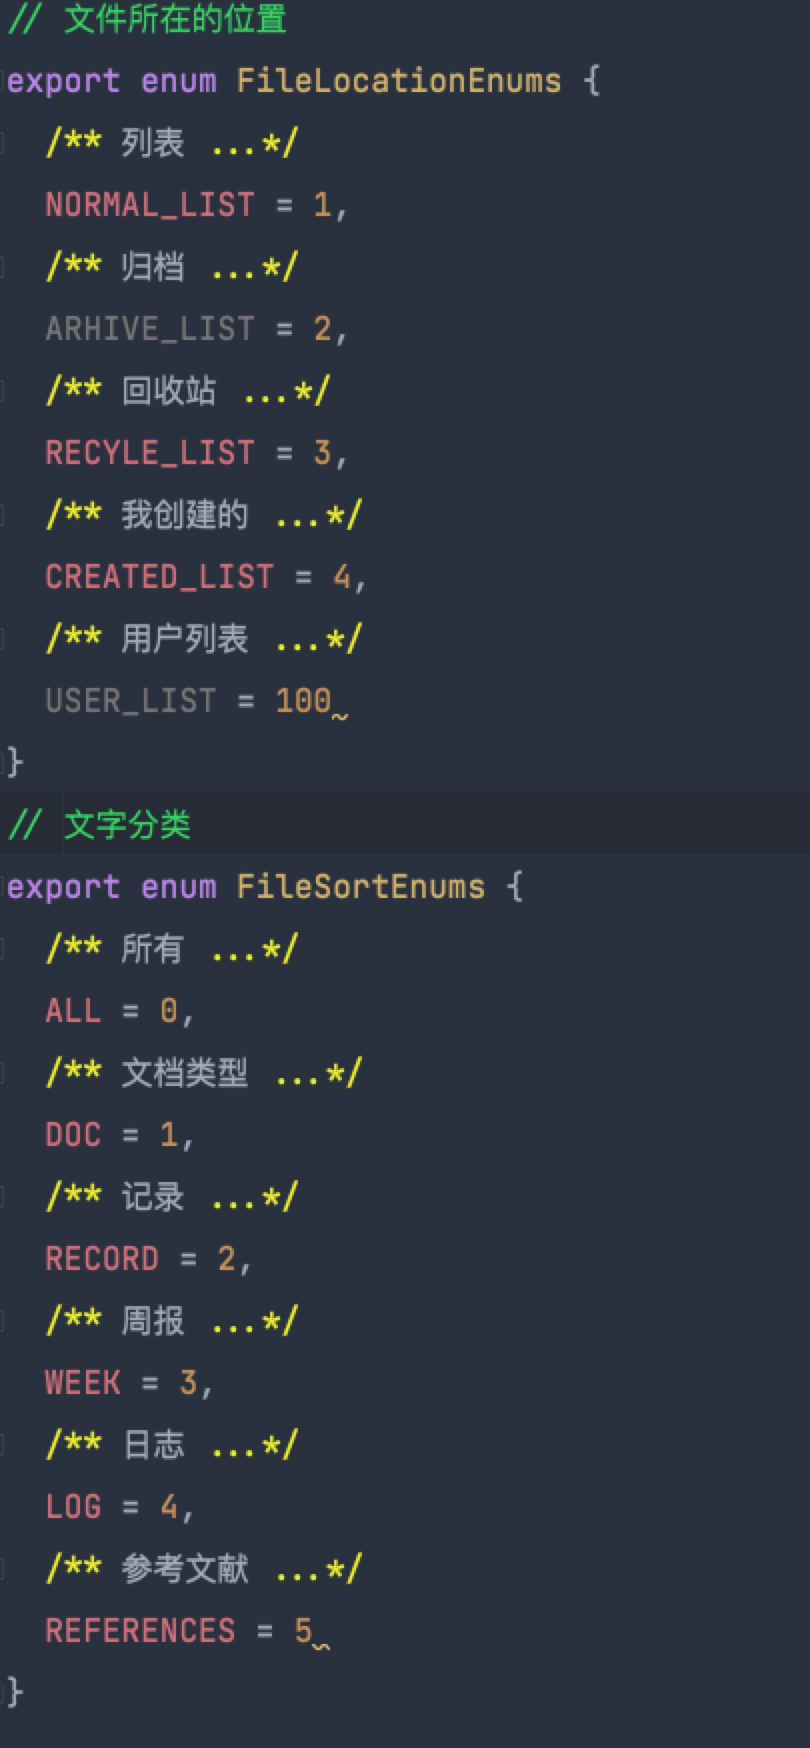 // 文件所在的位置
export enum FileLocationEnums {
/** 列表 ...*/
NORMAL_LIST = 1,
/** 归档 ...*/
ARHIVE_LIST = 2,
/** 回收站 ...*/
RECYLE_LIST = 3,
/** 我创建的 ...*/
CREATED_LIST = 4,
/** 用户列表 ...*/
USER_LIST = 100
}
// 文字分类
export enum FileSortEnums {
/** 所有 ...*/
ALL = 0,
/** 文档类型 ...*/
DOC = 1,
/** 记录 ...*/
RECORD = 2,
/** 周报 ...*/
WEEK = 3,
/** 日志 ...*/
LOG = 4,
/** 参考文献 ...*/
REFERENCES = 5
}